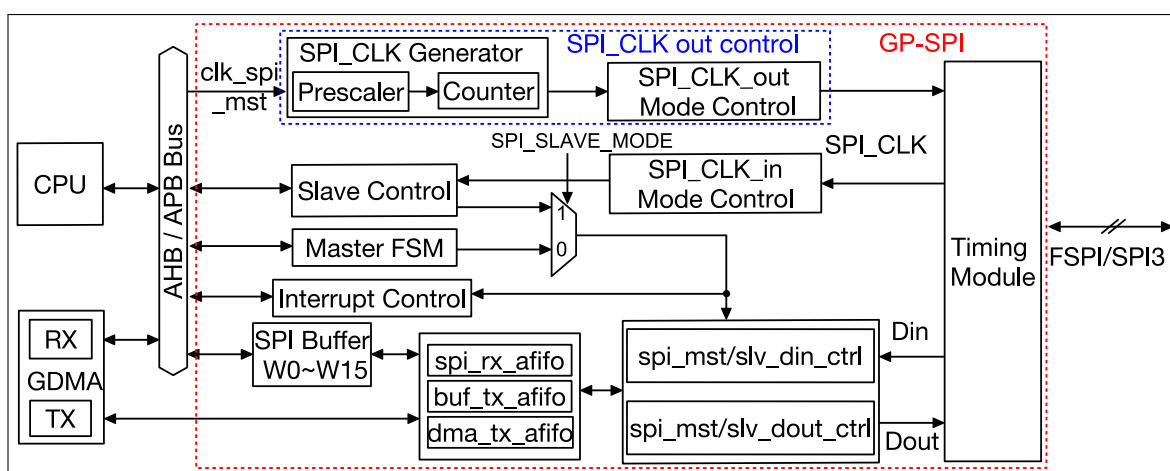 SPI_CLK out control
GP-SPI
SPI_CLK Generator
Prescaler
Counter
clk_spi
_mst
SPI_CLK_out
Mode Control
SPI_SLAVE_MODE
SPI_CLK
CPU
AHB / APB Bus
Slave Control
SPI_CLK_in
Mode Control
1
0
Master FSM
Timing
Module
FSPI/SPI3
Interrupt Control
RX
GDMA
TX
SPI Buffer
W0~W15
spi_rx_afifo
buf_tx_afifo
dma_tx_afifo
spi_mst/slv_din_ctrl
Din
spi_mst/slv_dout_ctrl
Dout